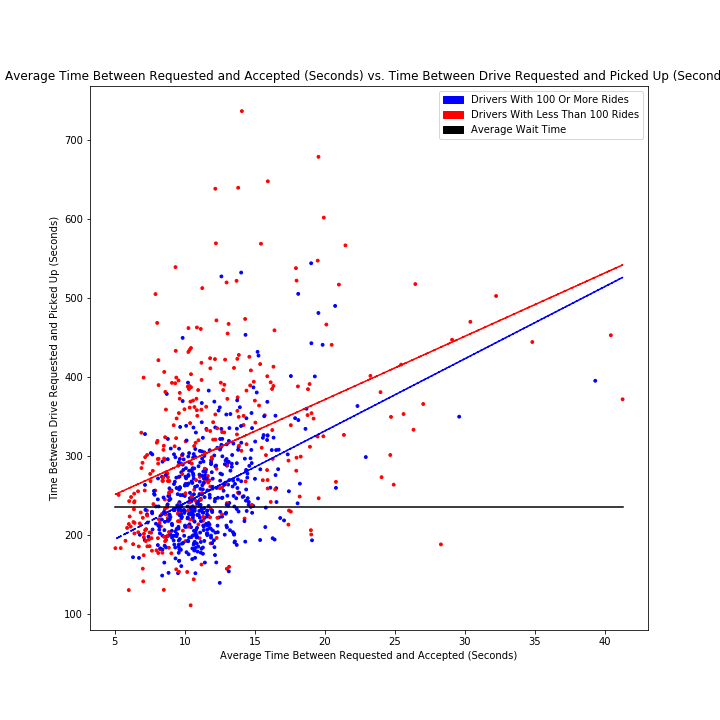 Average Time Between Requested and Accepted (Seconds) vs. Time Between Drive Requested and Picked Up (Second
Drivers With 100 Or More Rides
Drivers With Less Than 100 Rides
Average Wait Time
Time Between Drive Requested and Picked Up (Seconds)
700
600
500
400
300
200
100
5 10 15 20 25 30 35 40
Average Time Between Requested and Accepted (Seconds)